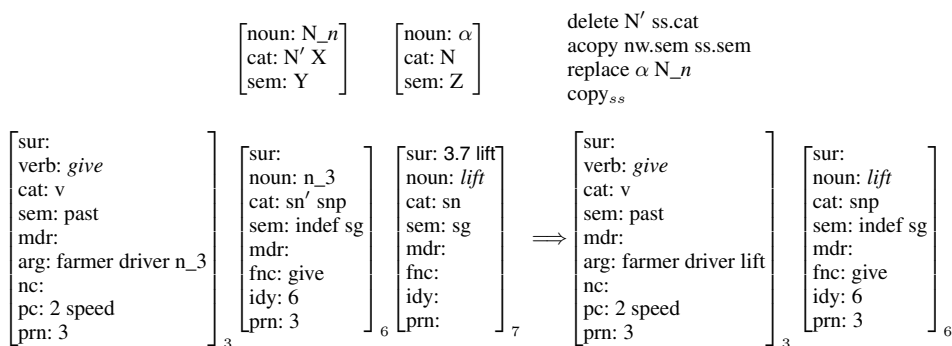 noun: N_n
cat: N′ X
sem: Y
noun: α
cat: N
sem: Z
delete N′ ss.cat
acopy nw.sem ss.sem
replace α N_n
copy_ss
sur:
verb: give
cat: v
sem: past
mdr:
arg: farmer driver n_3
nc:
pc: 2 speed
prn: 3
3
sur:
noun: n_3
cat: sn′ snp
sem: indef sg
mdr:
fnc: give
idy: 6
prn: 3
6
sur: 3.7 lift
noun: lift
cat: sn
sem: sg
mdr:
fnc:
idy:
prn:
7
⟹
sur:
verb: give
cat: v
sem: past
mdr:
arg: farmer driver lift
nc:
pc: 2 speed
prn: 3
3
sur:
noun: lift
cat: snp
sem: indef sg
mdr:
fnc: give
idy: 6
prn: 3
6